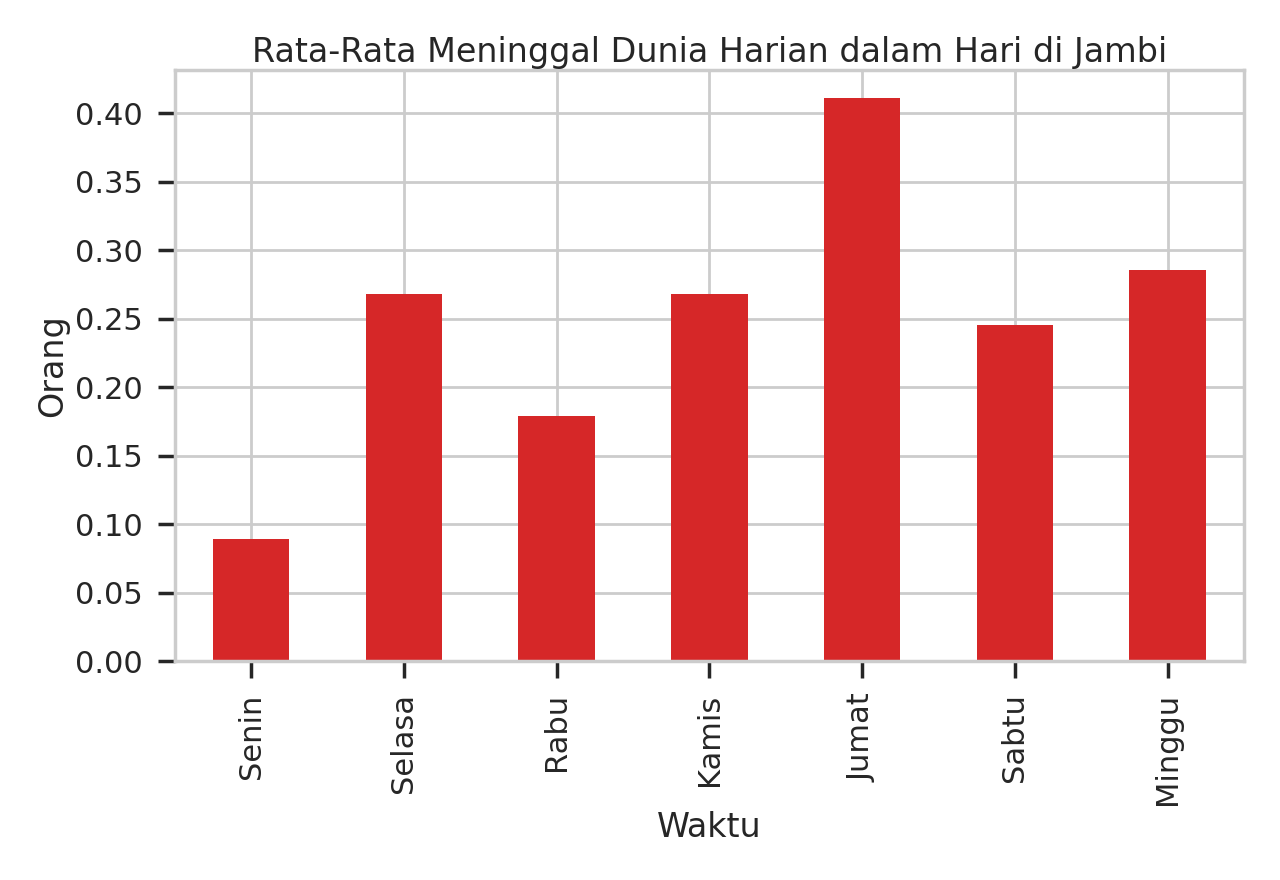 Rata-Rata Meninggal Dunia Harian dalam Hari di Jambi
0.40
0.35
0.30
0.25
0.20
0.15
0.10
0.05
0.00
Orang
Senin
Selasa
Rabu
Kamis
Jumat
Sabtu
Minggu
Waktu